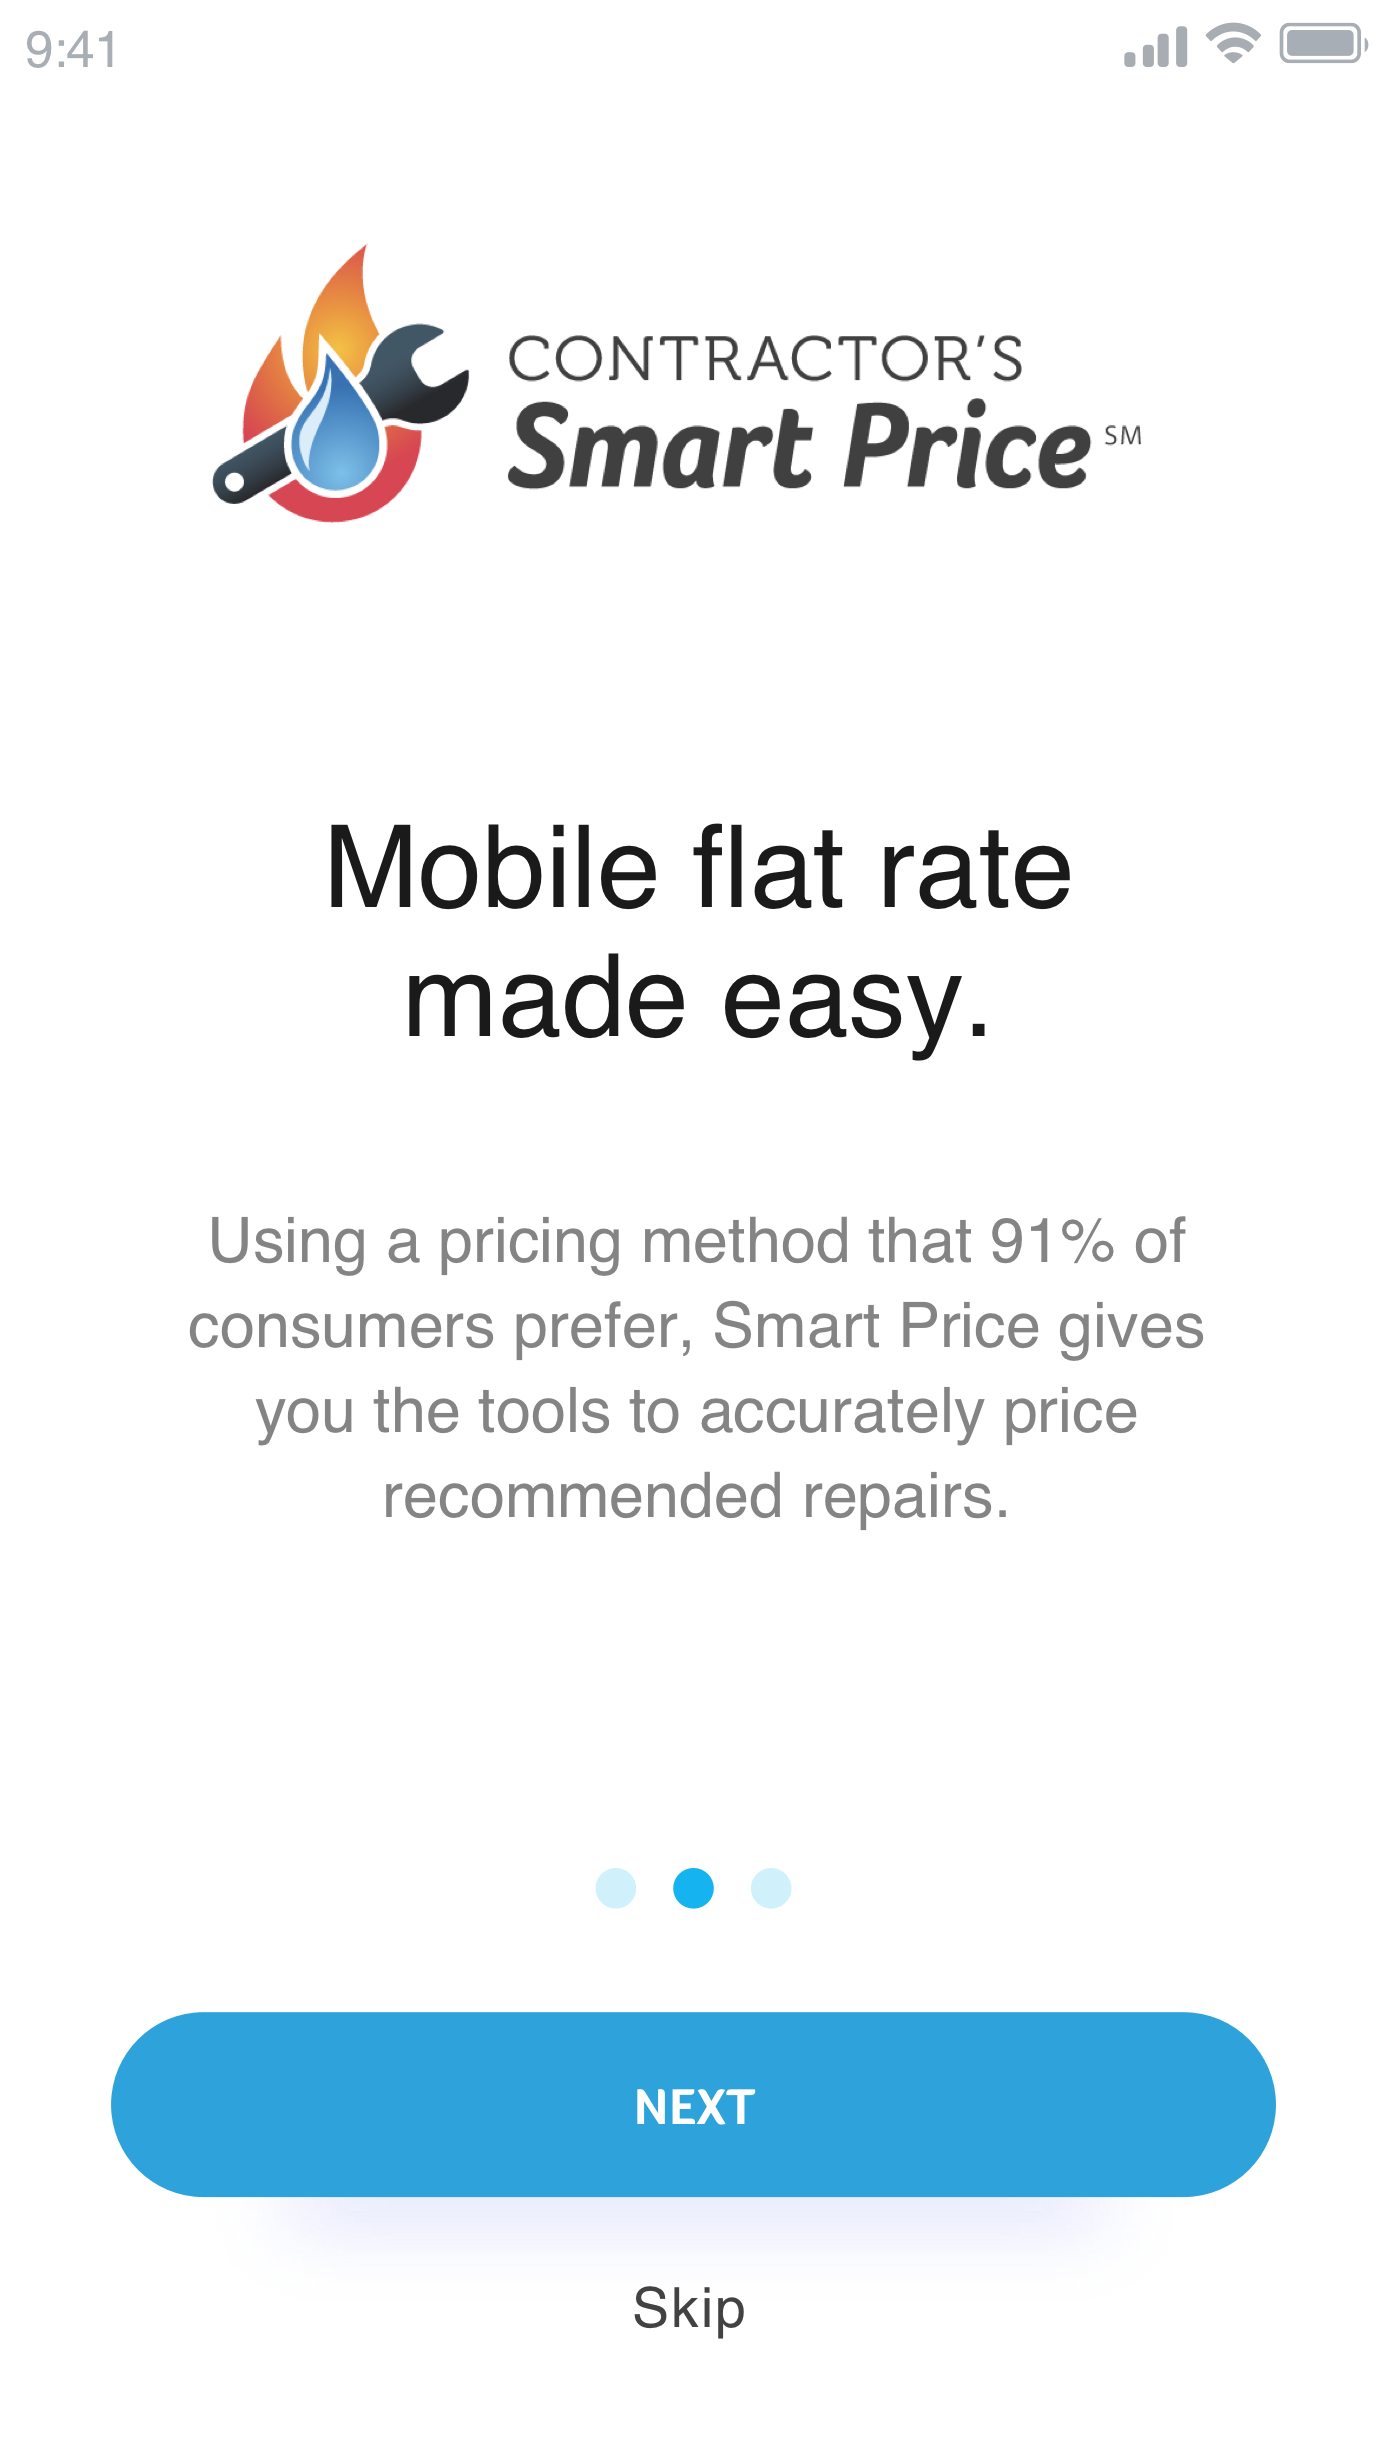 9:41
CONTRACTOR'S
Smart Price SM
Mobile flat rate
made easy.
Using a pricing method that 91% of
consumers prefer, Smart Price gives
you the tools to accurately price
recommended repairs.
NEXT
Skip